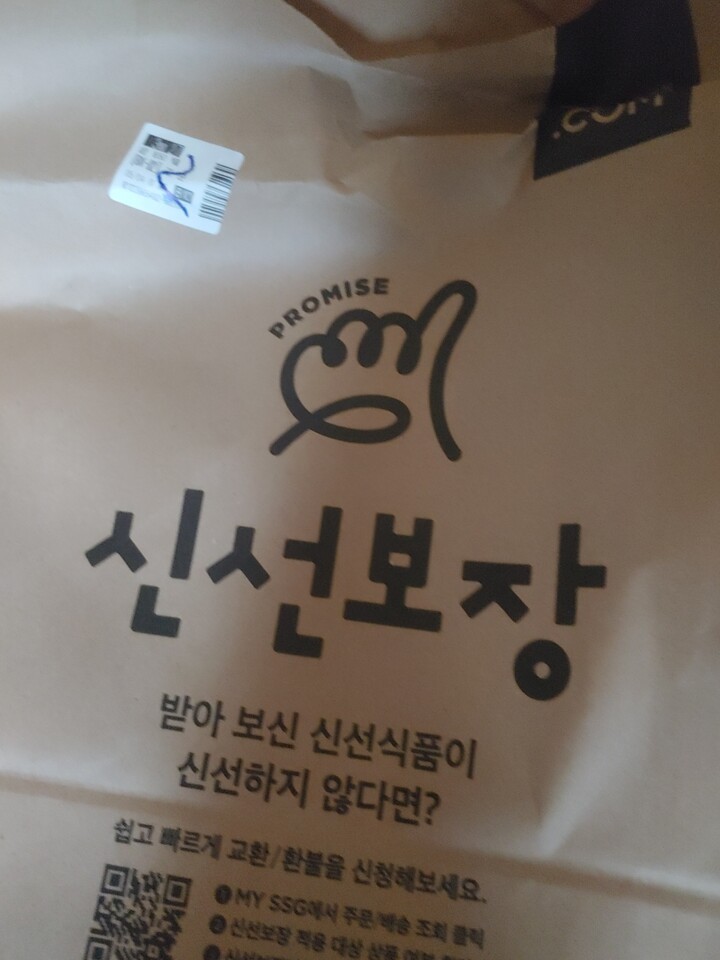 .COM
PROMISE
신선보장
받아 보신 신선식품이
신선하지 않다면?
쉽고 빠르게 교환/환불을 신청해보세요.
❶ MY SSG에서 주문/배송 조회 클릭
❷ 신선보장 적용 대상 상품